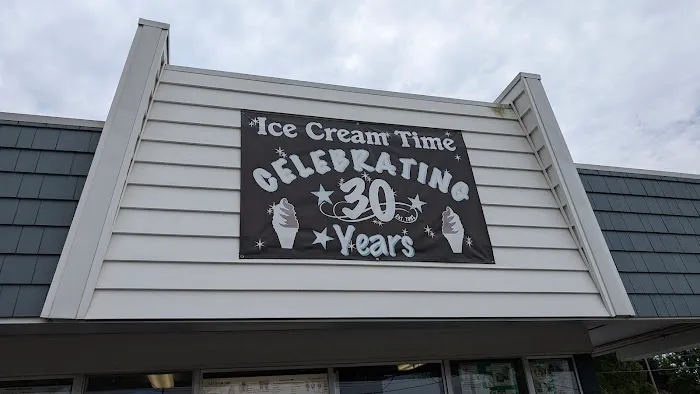 Ice Cream Time
CELEBRATING
30
Years